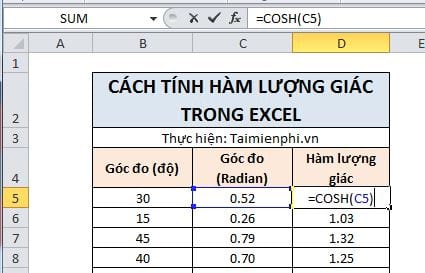 SUM =COSH(C5)
A B C D E
1
2 CÁCH TÍNH HÀM LƯỢNG GIÁC
TRONG EXCEL
3 Thực hiện: Taimienphi.vn
4 Góc đo (độ) Góc đo (Radian) Hàm lượng giác
5 30 0.52 =COSH(C5)
6 15 0.26 1.03
7 45 0.79 1.32
8 40 0.70 1.25